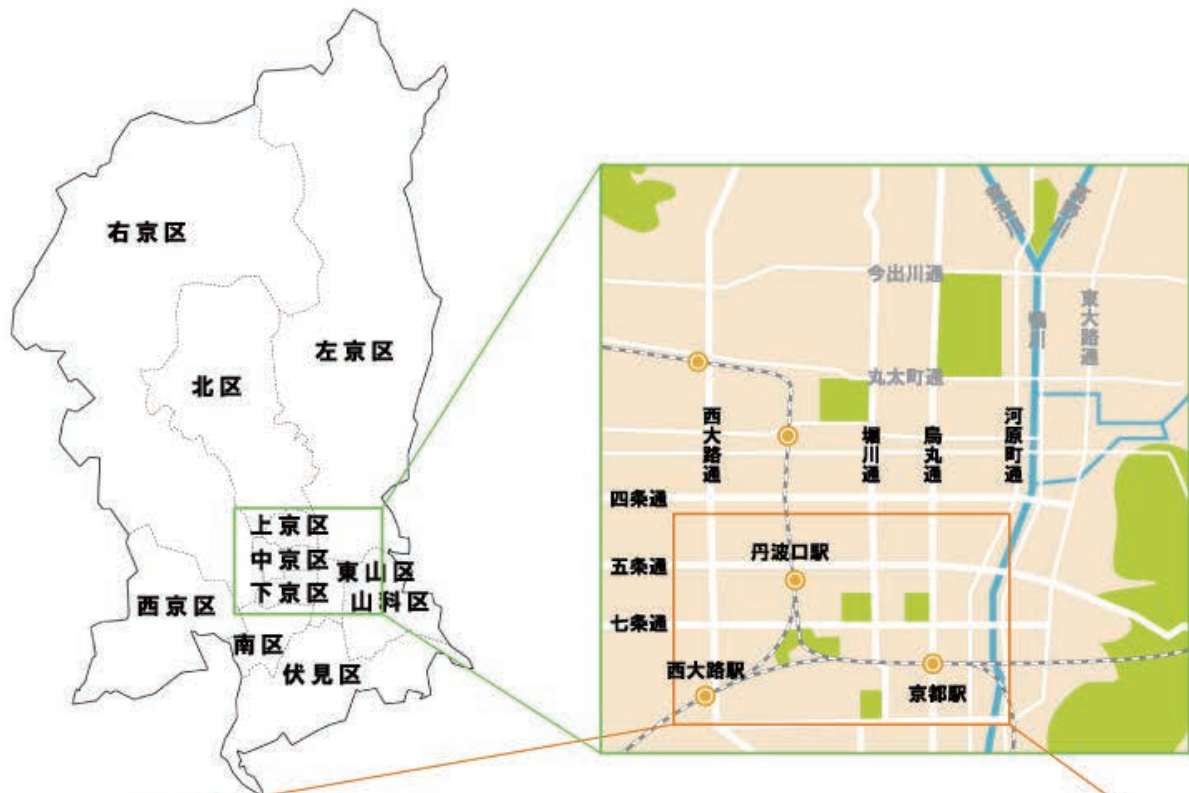 右京区
左京区
北区
上京区
中京区
下京区
東山区
山科区
西京区
南区
伏見区
今出川通
東大路通
鴨川
丸太町通
西大路通
堀川通
烏丸通
河原町通
四条通
丹波口駅
五条通
七条通
西大路駅
京都駅